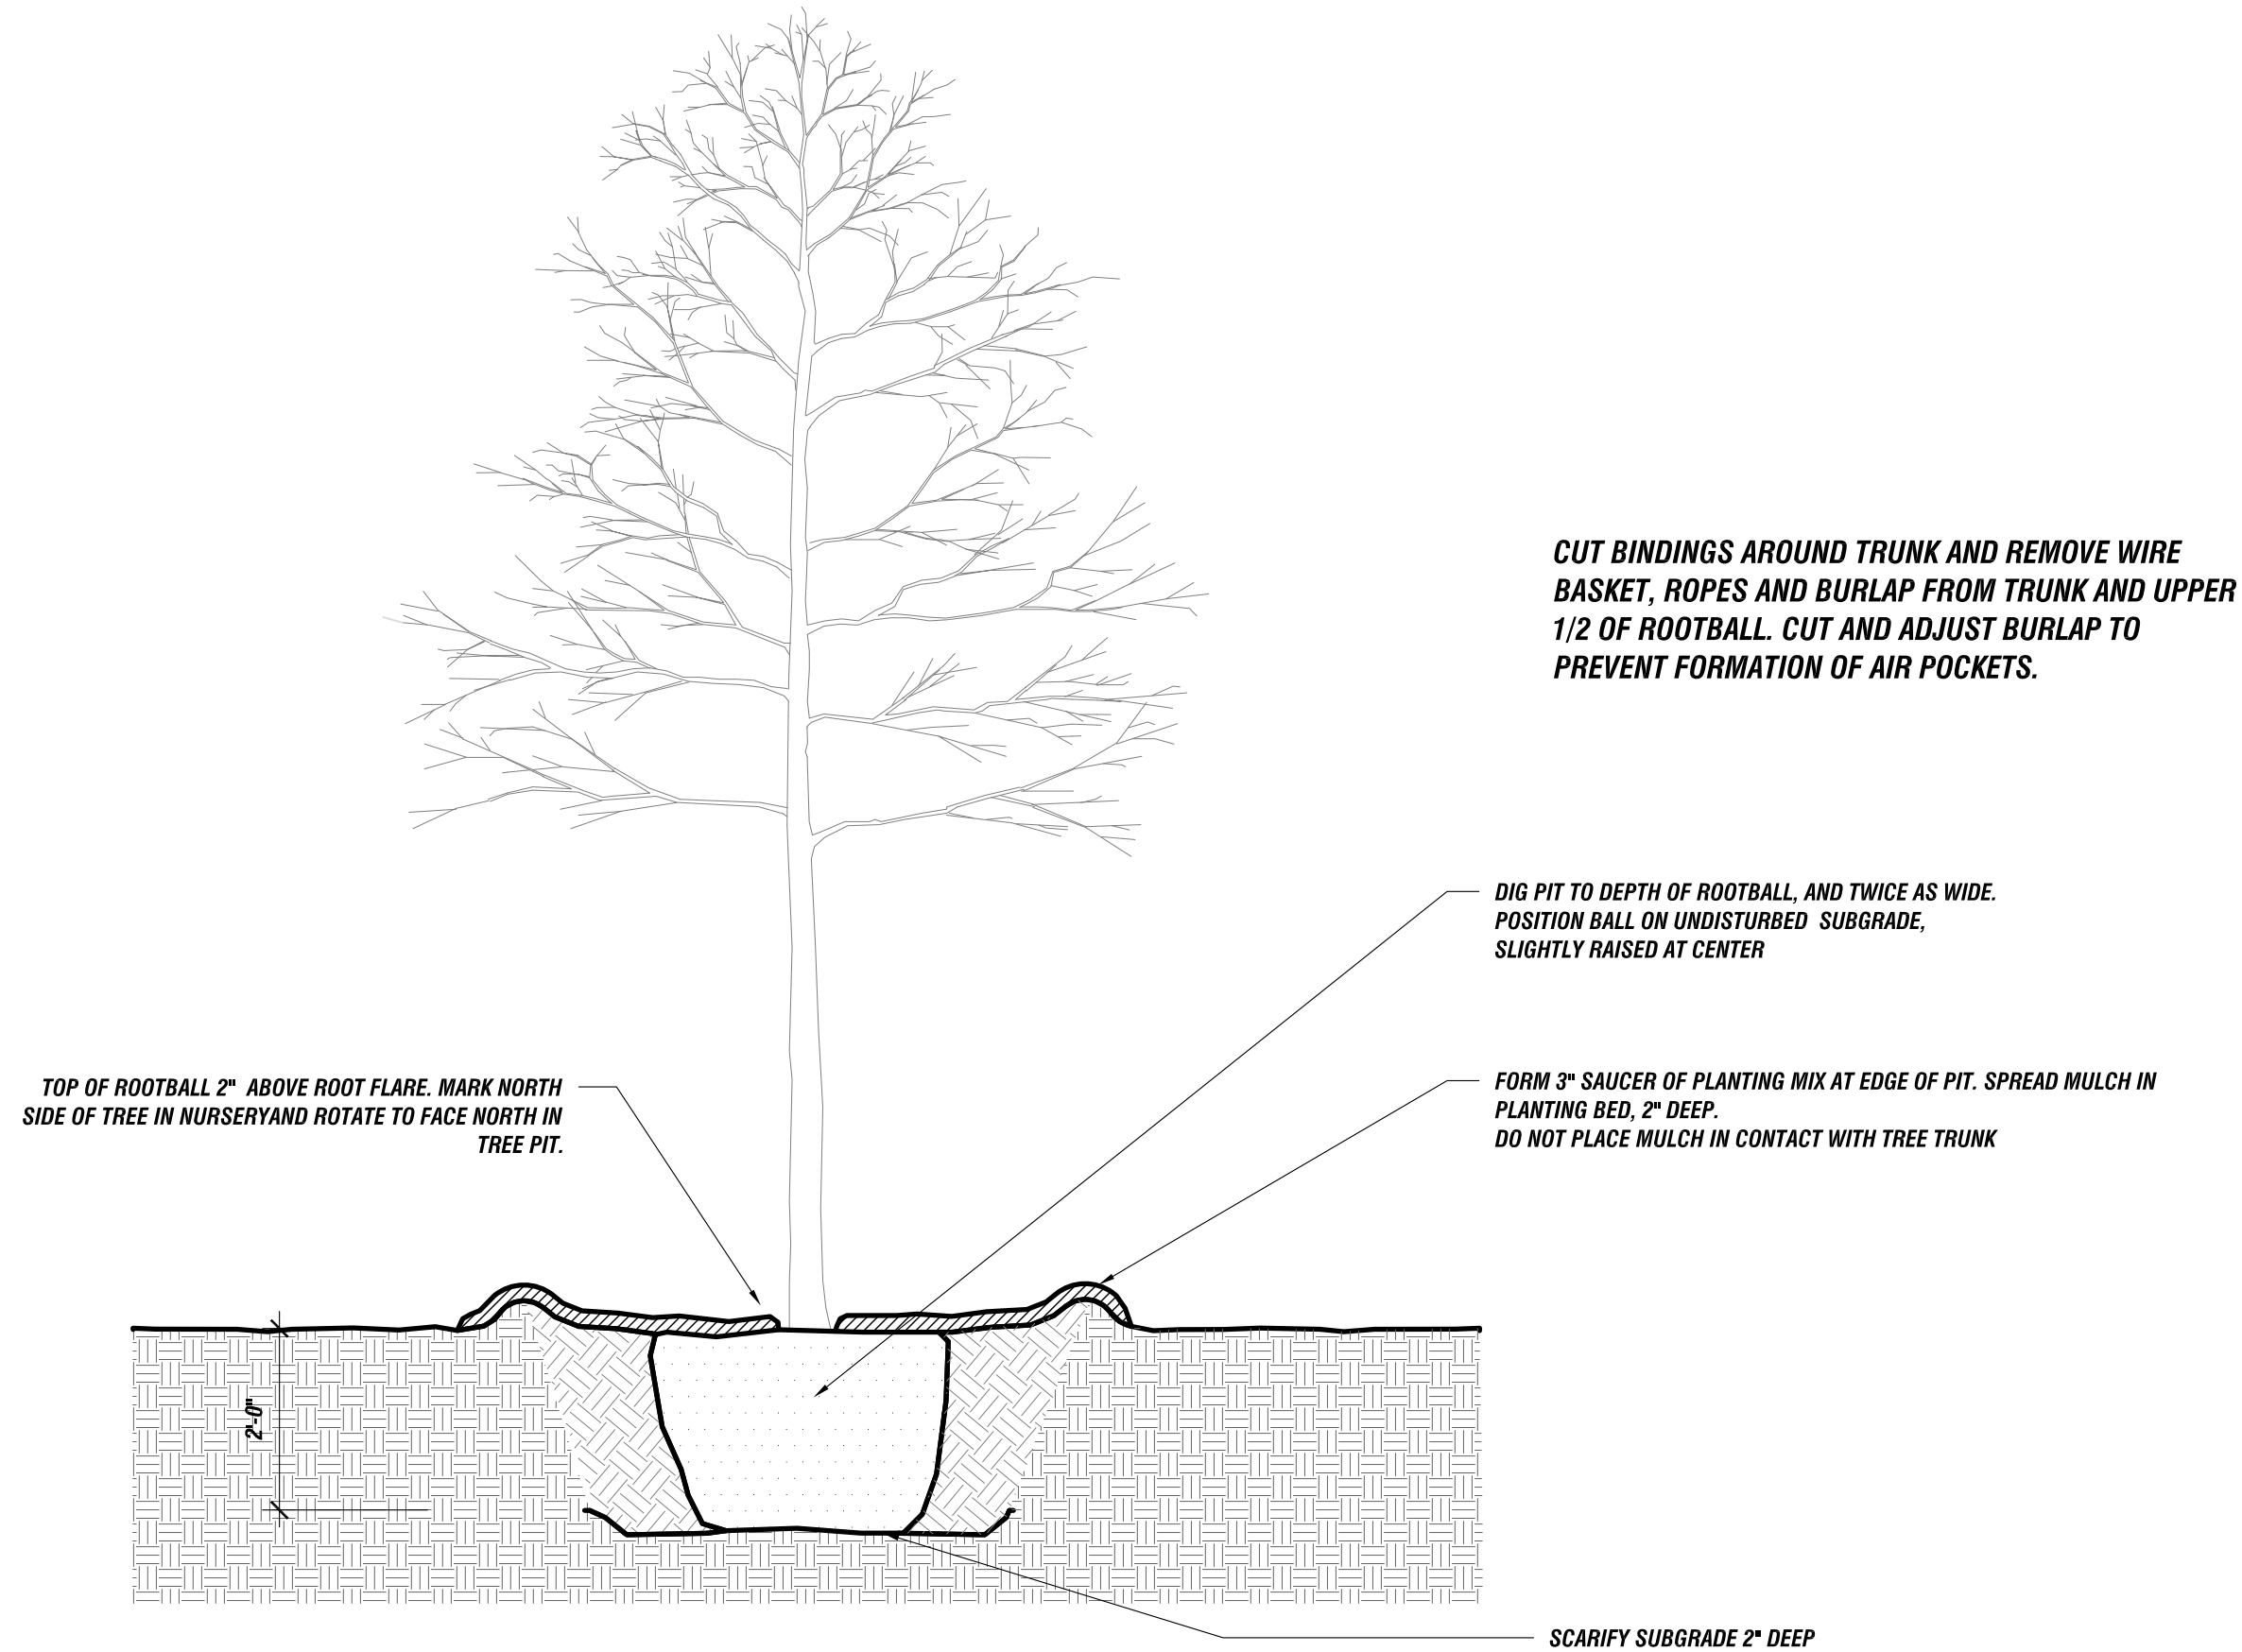 CUT BINDINGS AROUND TRUNK AND REMOVE WIRE
BASKET, ROPES AND BURLAP FROM TRUNK AND UPPER
1/2 OF ROOTBALL. CUT AND ADJUST BURLAP TO
PREVENT FORMATION OF AIR POCKETS.
DIG PIT TO DEPTH OF ROOTBALL, AND TWICE AS WIDE.
POSITION BALL ON UNDISTURBED  SUBGRADE,
SLIGHTLY RAISED AT CENTER
TOP OF ROOTBALL 2"  ABOVE ROOT FLARE. MARK NORTH
SIDE OF TREE IN NURSERYAND ROTATE TO FACE NORTH IN
TREE PIT.
FORM 3" SAUCER OF PLANTING MIX AT EDGE OF PIT. SPREAD MULCH IN
PLANTING BED, 2" DEEP.
DO NOT PLACE MULCH IN CONTACT WITH TREE TRUNK
2'-0"
SCARIFY SUBGRADE 2" DEEP